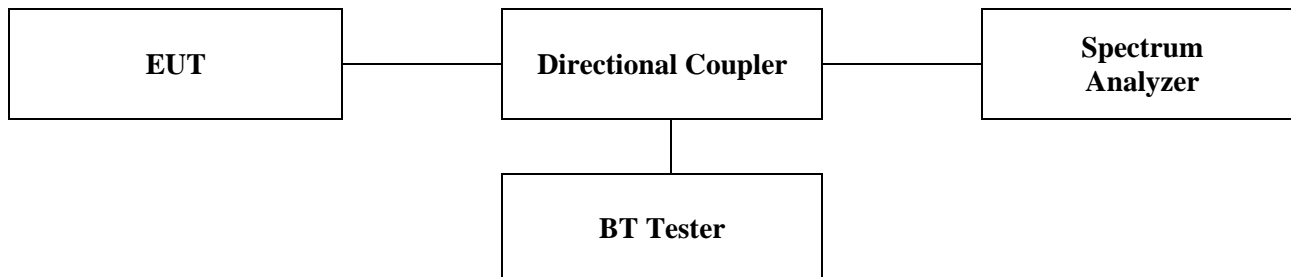 EUT
Directional Coupler
Spectrum
Analyzer
BT Tester